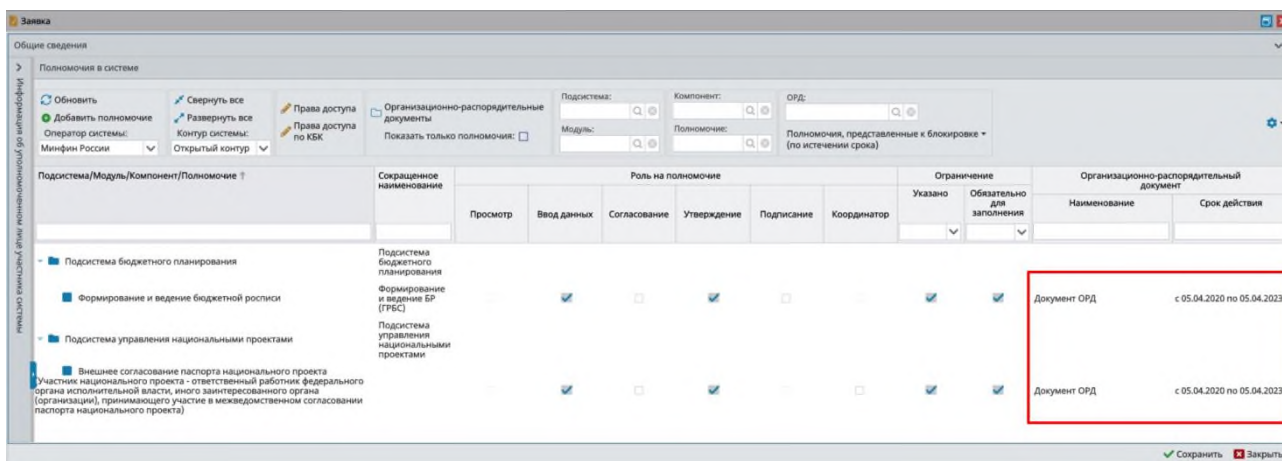 Заявка
Общие сведения
Информация об уполномоченном лице участника системы
Полномочия в системе
Обновить
Добавить полномочие
Оператор системы:
Минфин России
Свернуть все
Развернуть все
Контур системы:
Открытый контур
Права доступа
Права доступа
по КБК
Организационно-распорядительные
документы
Показать только полномочия:
Подсистема:
Модуль:
Компонент:
Полномочие:
ОРД:
Полномочия, представленные к блокировке
(по истечении срока)
Подсистема/Модуль/Компонент/Полномочие
Сокращенное
наименование
Роль на полномочие
Просмотр
Ввод данных
Согласование
Утверждение
Подписание
Координатор
Ограничение
Указано
Обязательно
для
заполнения
Организационно-распорядительный
документ
Наименование
Срок действия
Подсистема бюджетного планирования
Подсистема
бюджетного
планирования
Формирование и ведение бюджетной росписи
Формирование
и ведение БР
(ГРБС)
Документ ОРД
с 05.04.2020 по 05.04.2023
Подсистема управления национальными проектами
Подсистема
управления
национальными
проектами
Внешнее согласование паспорта национального проекта
(Участник национального проекта - ответственный работник федерального
органа исполнительной власти, иного заинтересованного органа
(организации), принимающего участие в межведомственном согласовании
паспорта национального проекта)
Документ ОРД
с 05.04.2020 по 05.04.2023
Сохранить
Закрыть